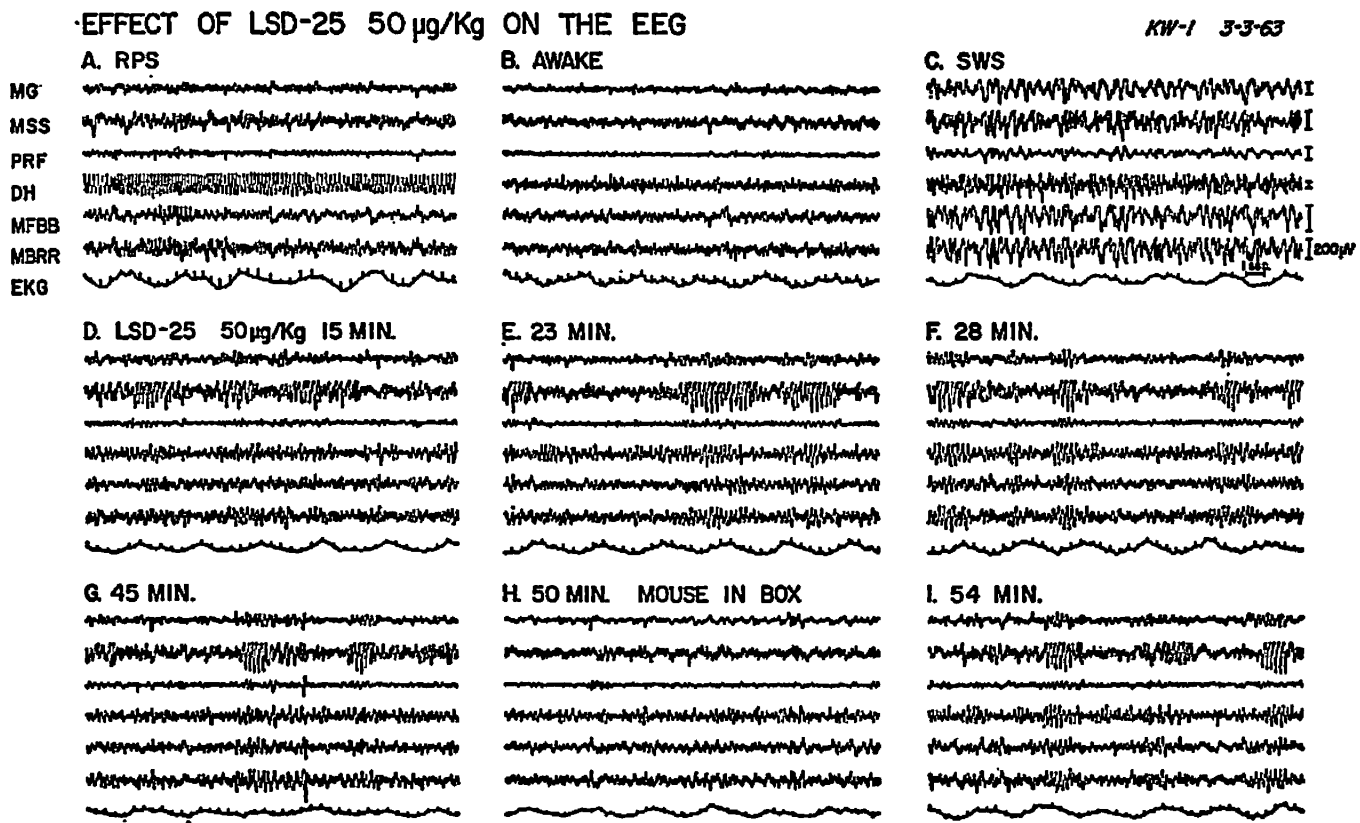 EFFECT OF LSD-25 50 µg/Kg ON THE EEG
KW-1 3-3-63
A. RPS
B. AWAKE
C. SWS
MG
MSS
PRF
DH
MFBB
MBRR
EKG
200µV
1 sec.
D. LSD-25 50µg/Kg 15 MIN.
E. 23 MIN.
F. 28 MIN.
G. 45 MIN.
H. 50 MIN. MOUSE IN BOX
I. 54 MIN.